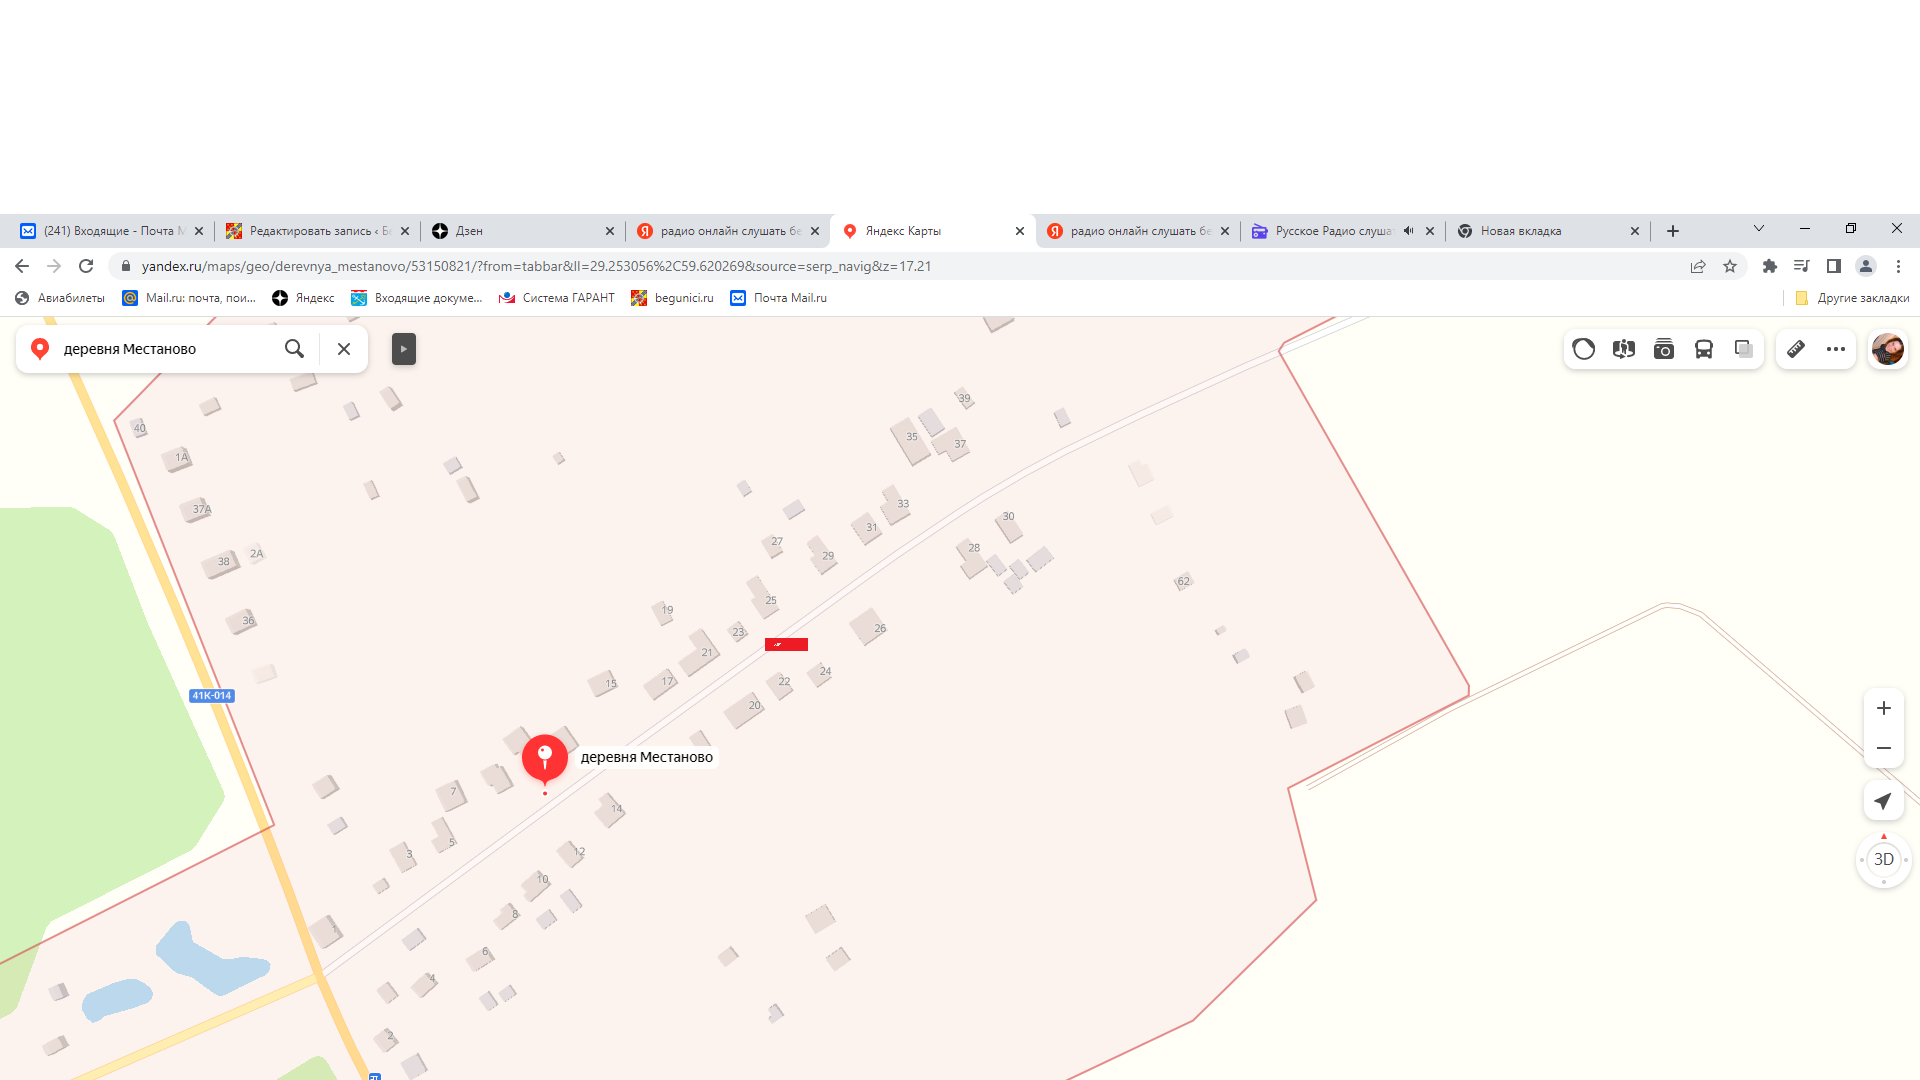 (241) Входящие - Почта М
Редактировать запись ‹ Бе
Дзен
радио онлайн слушать бе
Яндекс Карты
радио онлайн слушать бе
Русское Радио слуша
Новая вкладка
yandex.ru/maps/geo/derevnya_mestanovo/53150821/?from=tabbar&ll=29.253056%2C59.620269&source=serp_navig&z=17.21
Авиабилеты
Mail.ru: почта, пои...
Яндекс
Входящие докуме...
Система ГАРАНТ
begunici.ru
Почта Mail.ru
Другие закладки
деревня Местаново
39
40
35
37
1А
33
37А
30
31
27
28
2А
29
38
62
25
19
36
26
23
21
24
17
22
15
41К-014
20
деревня Местаново
7
14
5
12
3
3D
10
8
6
4
2